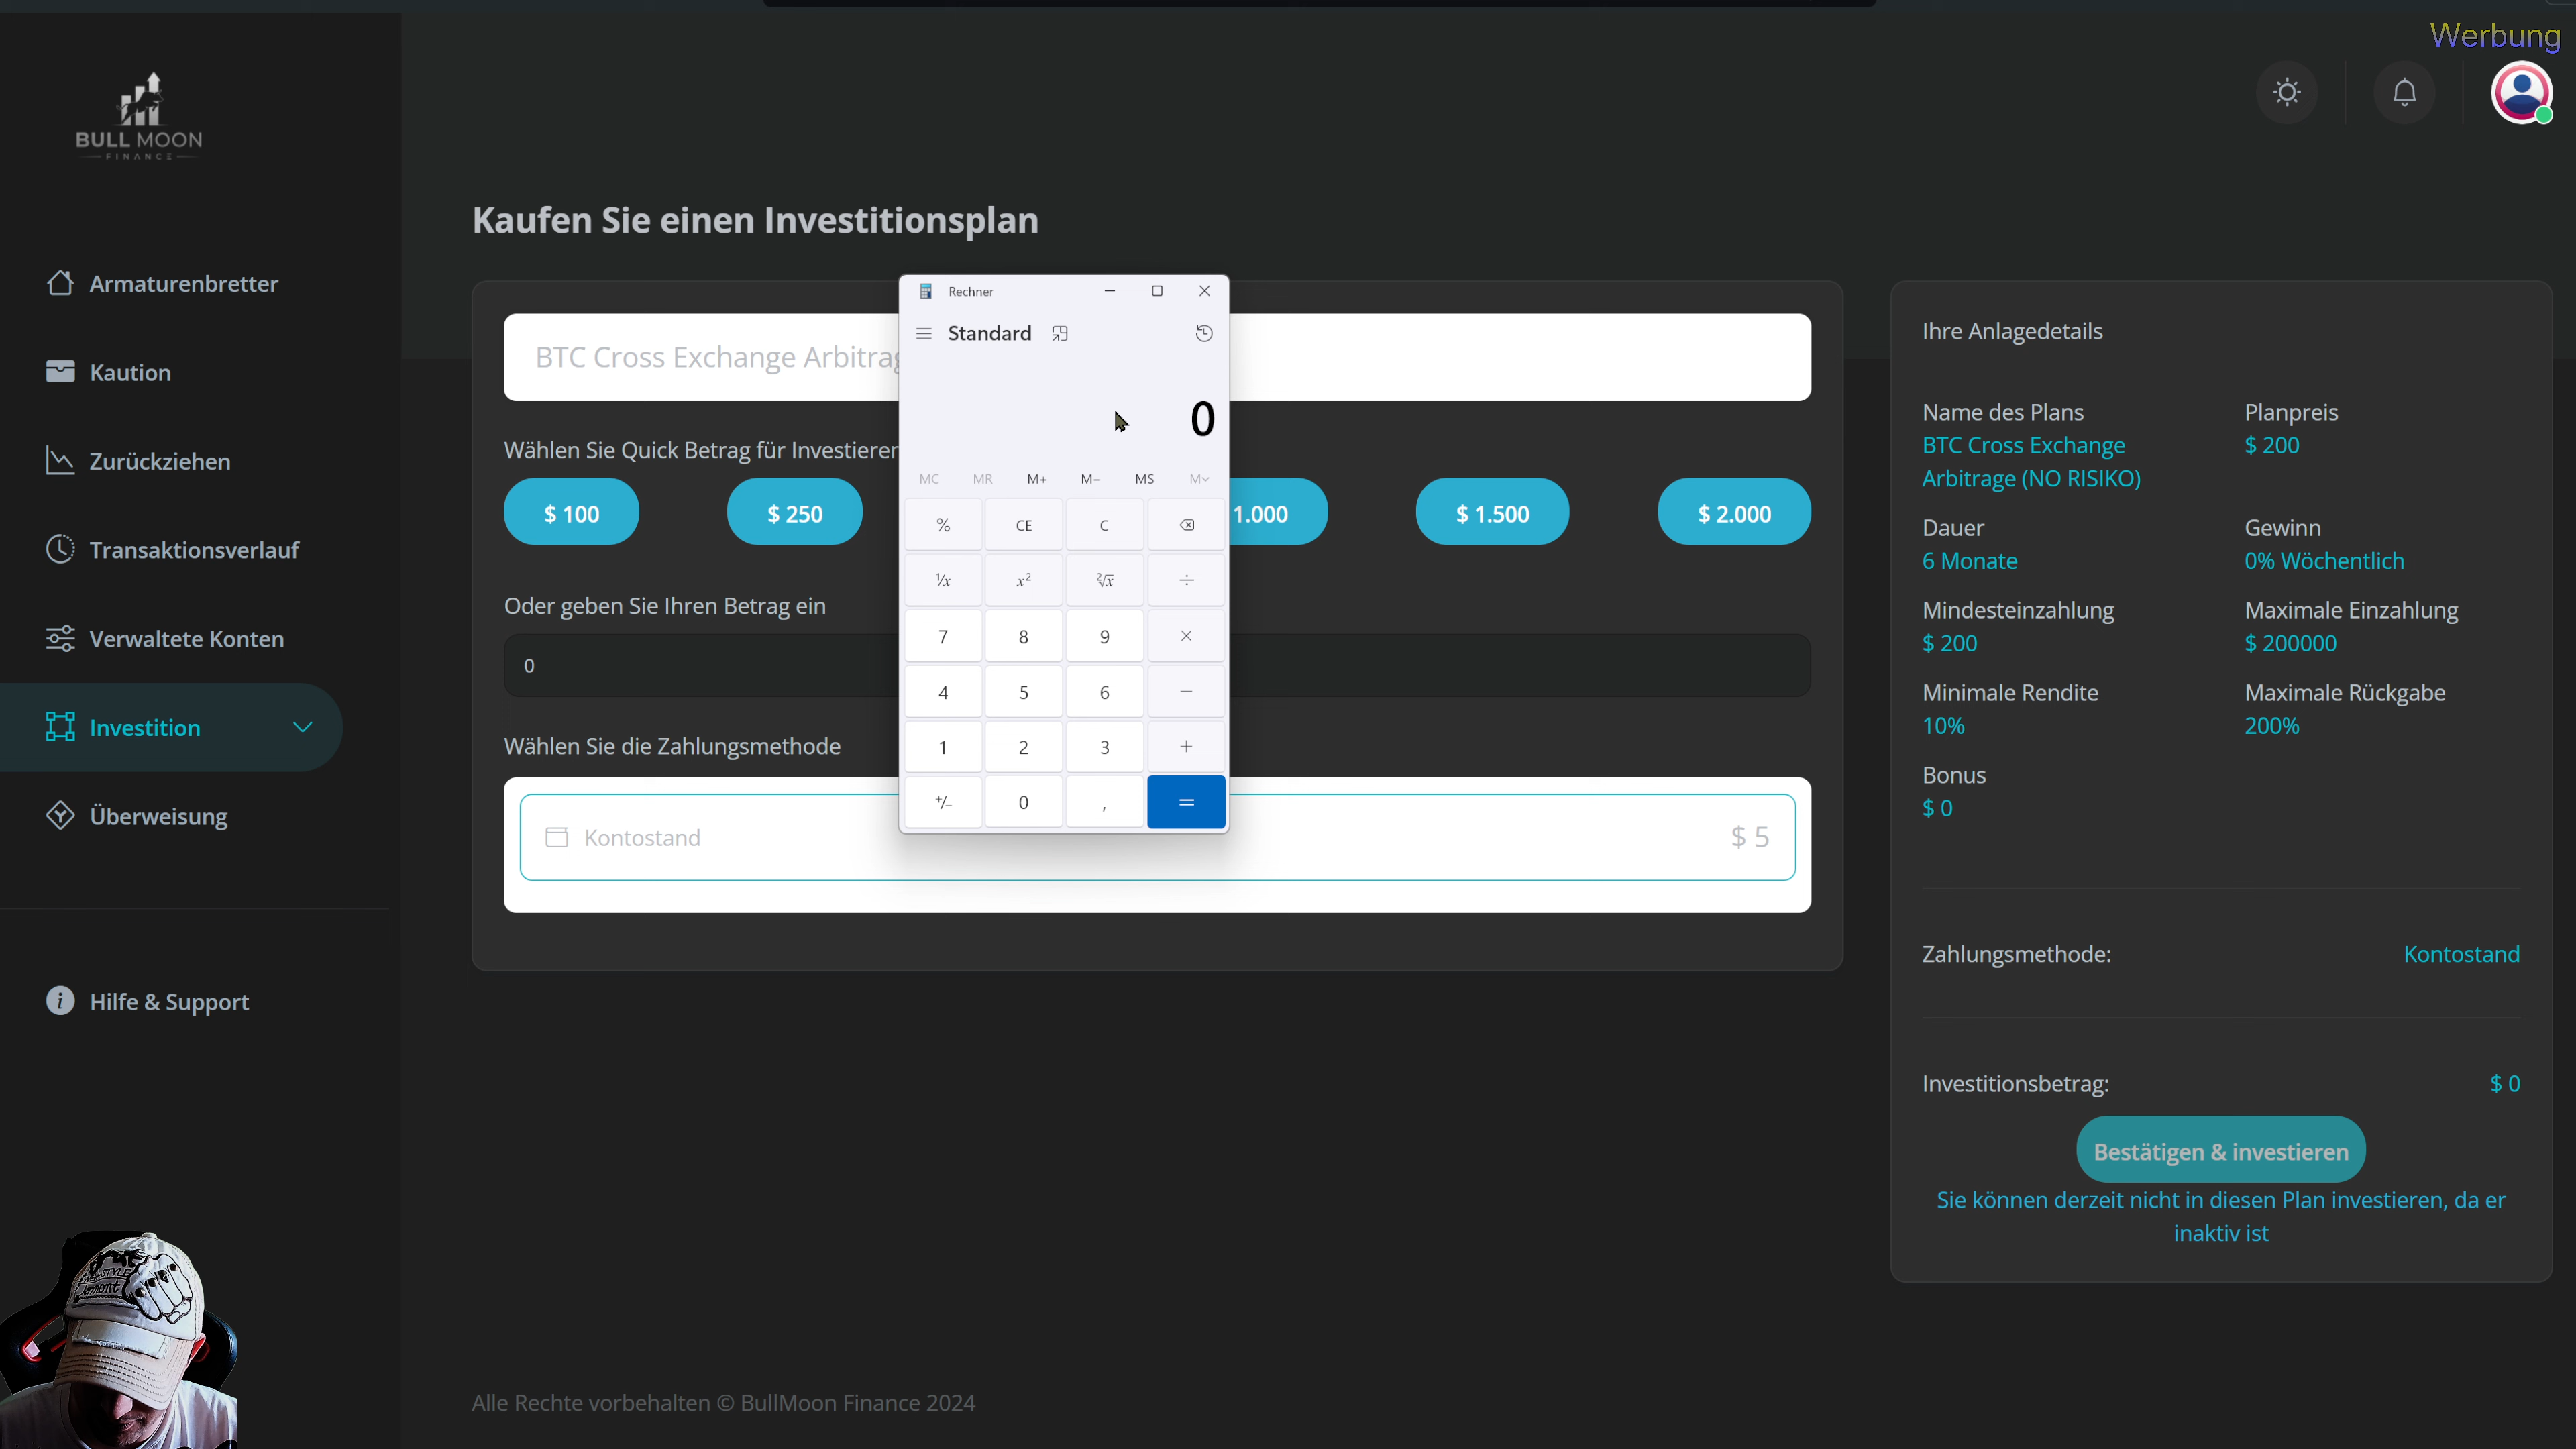 Werbung
BULL MOON
FINANCE
Kaufen Sie einen Investitionsplan
Armaturenbretter
Kaution
Zurückziehen
Transaktionsverlauf
Verwaltete Konten
Investition
Überweisung
Hilfe & Support
BTC Cross Exchange
Wählen Sie Quick Betrag für
$ 100
$ 250
1.000
$ 1.500
$ 2.000
Oder geben Sie Ihren Betrag ein
0
Wählen Sie die Zahlungsmethode
Kontostand
$ 5
Rechner
Standard
0
MC MR M+ M− MS M
% CE C
¹/x x² ²√x ÷
7 8 9 ×
4 5 6 −
1 2 3 +
+/− 0 , =
Ihre Anlagedetails
Name des Plans
BTC Cross Exchange
Arbitrage (NO RISIKO)
Planpreis
$ 200
Dauer
6 Monate
Gewinn
0% Wöchentlich
Mindesteinzahlung
$ 200
Maximale Einzahlung
$ 200000
Minimale Rendite
10%
Maximale Rückgabe
200%
Bonus
$ 0
Zahlungsmethode:
Kontostand
Investitionsbetrag:
$ 0
Bestätigen & investieren
Sie können derzeit nicht in diesen Plan investieren, da er
inaktiv ist
Alle Rechte vorbehalten © BullMoon Finance 2024